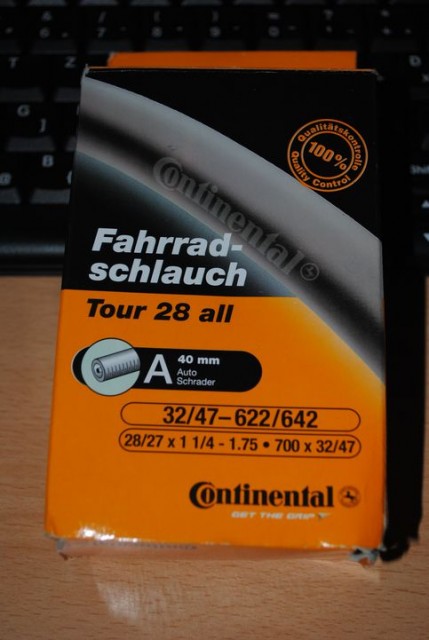 Qualitätskontrolle
100%
Quality Control
Continental
Fahrrad-
schlauch
Tour 28 all
A
40 mm
Auto
Schrader
32/47–622/642
28/27 x 1 1/4 - 1.75 • 700 x 32/47
Continental
GET THE GRIP
T
Z
G
J
B